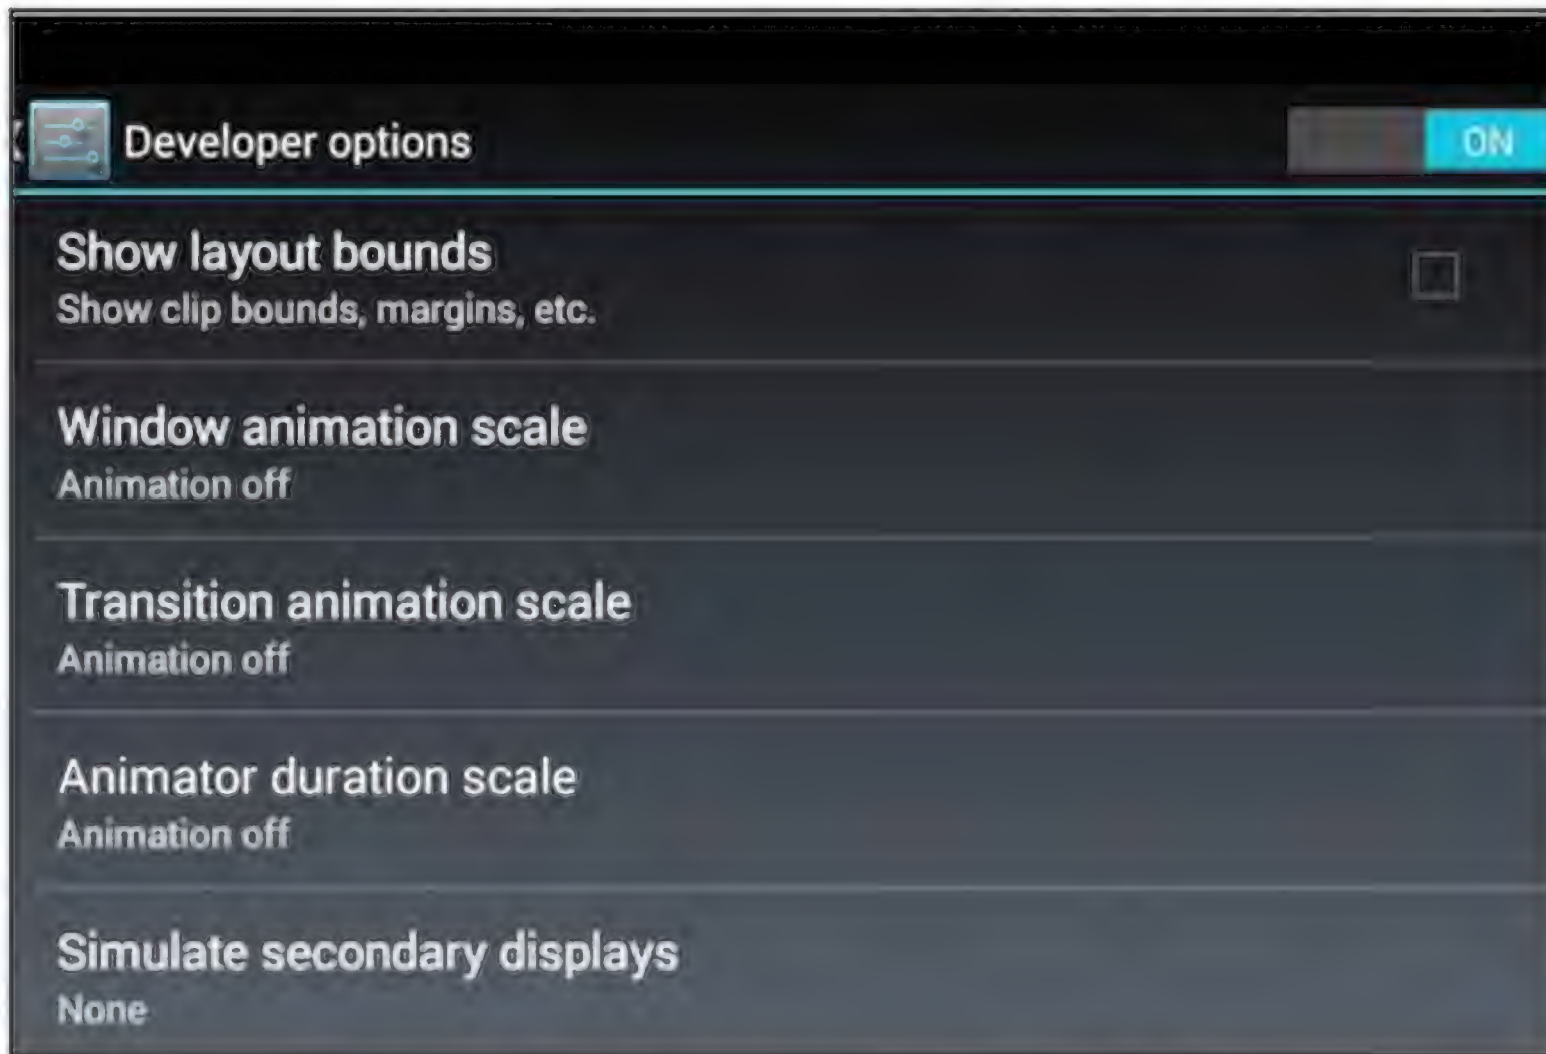 Developer options
ON
Show layout bounds
Show clip bounds, margins, etc.
Window animation scale
Animation off
Transition animation scale
Animation off
Animator duration scale
Animation off
Simulate secondary displays
None